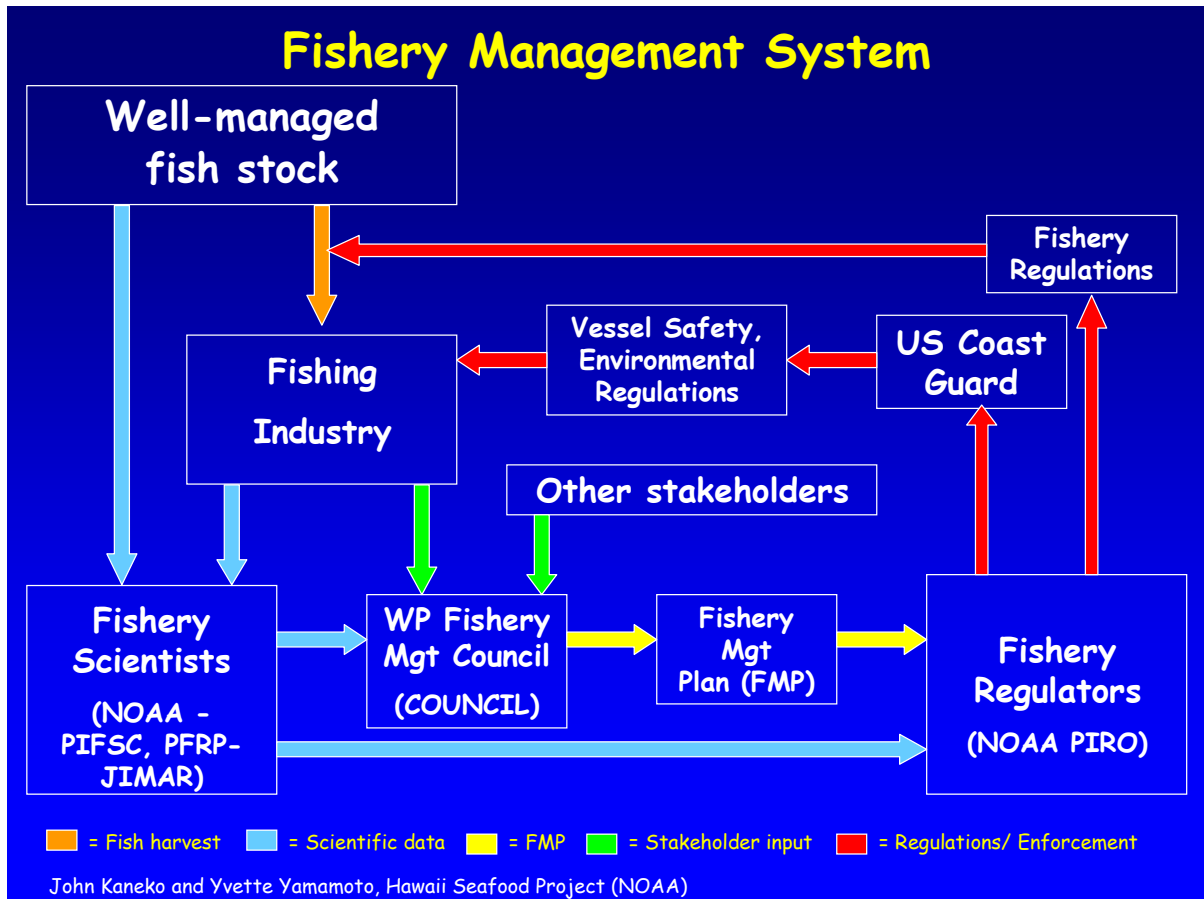 Fishery Management System
Well-managed
fish stock
Fishery
Regulations
Vessel Safety,
Environmental
Regulations
US Coast
Guard
Fishing
Industry
Other stakeholders
Fishery
Scientists
(NOAA -
PIFSC, PFRP-
JIMAR)
WP Fishery
Mgt Council
(COUNCIL)
Fishery
Mgt
Plan (FMP)
Fishery
Regulators
(NOAA PIRO)
= Fish harvest
= Scientific data
= FMP
= Stakeholder input
= Regulations/ Enforcement
John Kaneko and Yvette Yamamoto, Hawaii Seafood Project (NOAA)